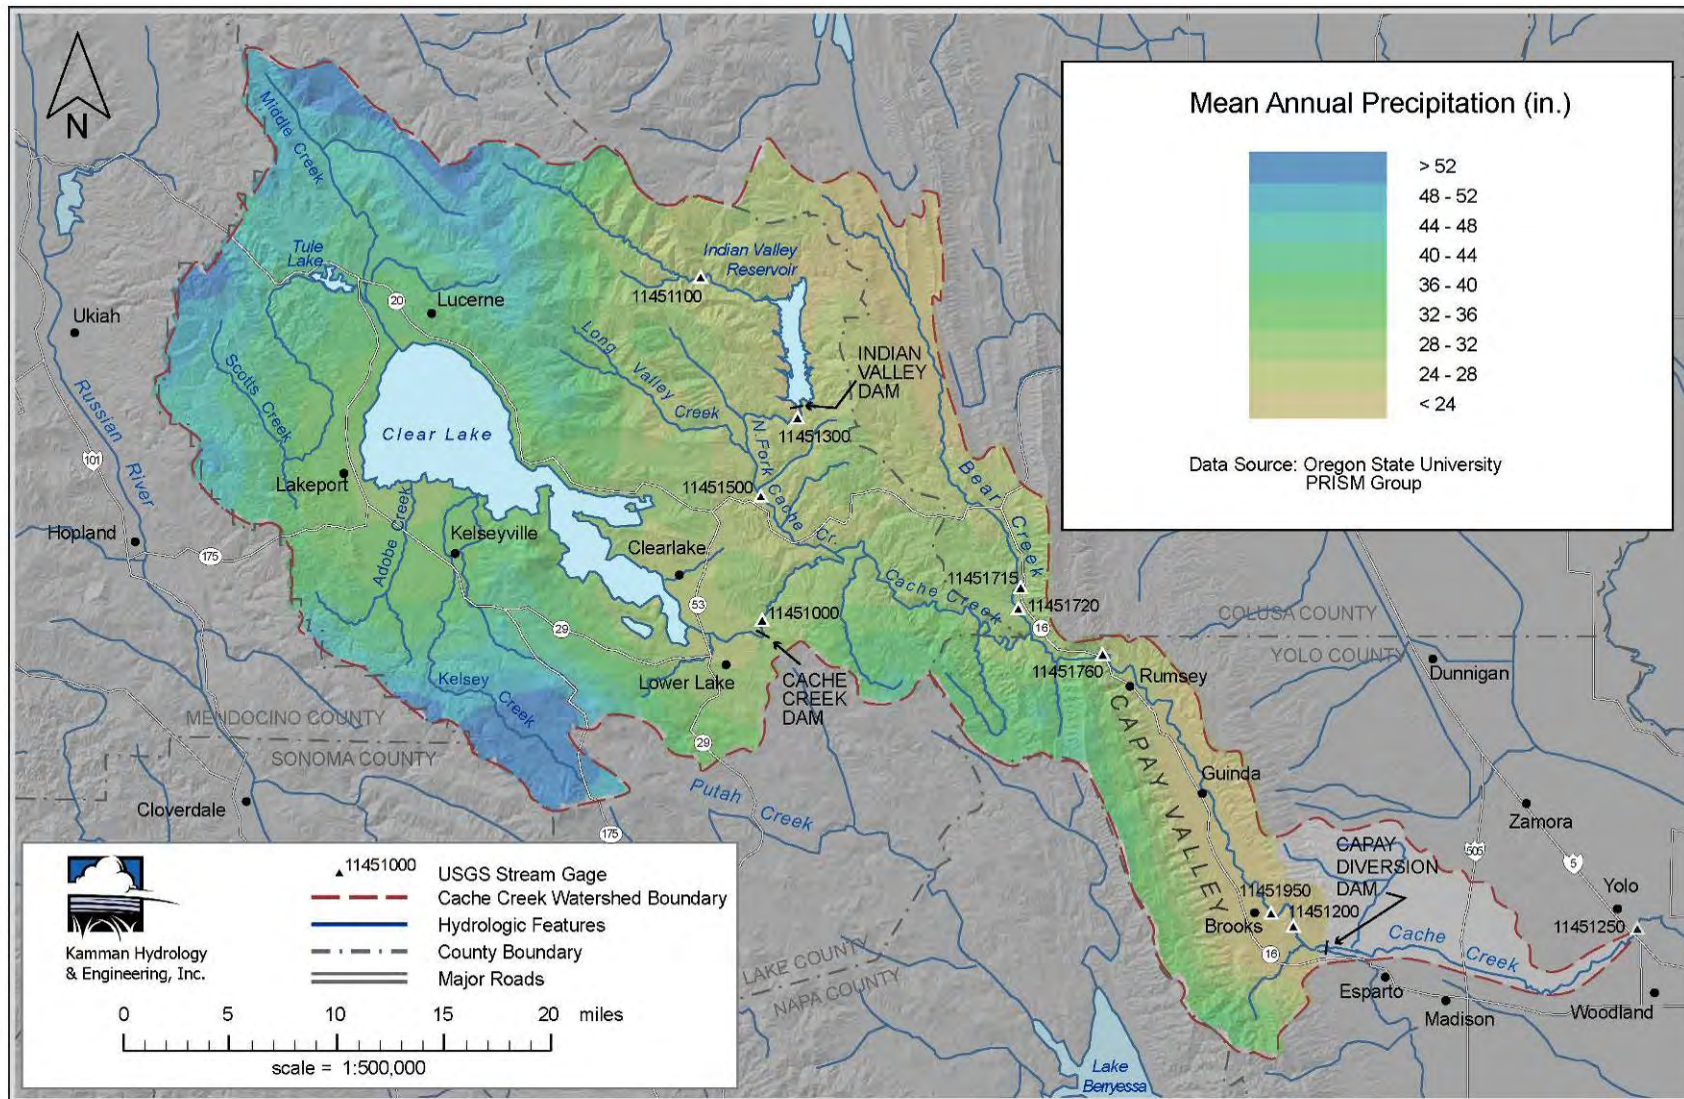 Mean Annual Precipitation (in.)
> 52
48 - 52
44 - 48
40 - 44
36 - 40
32 - 36
28 - 32
24 - 28
< 24
Data Source: Oregon State University
PRISM Group
N
Middle Creek
Tule
Lake
20
Lucerne
Ukiah
Scotts Creek
Russian River
101
Clear Lake
Lakeport
Hopland
175
Adobe Creek
Kelseyville
Indian Valley
Reservoir
11451100
Long Valley Creek
INDIAN
VALLEY
DAM
11451300
N. Fork Cache Cr.
11451500
Clearlake
53
11451000
Bear Creek
Cache Creek
11451715
11451720
16
COLUSA COUNTY
YOLO COUNTY
11451760
Rumsey
Dunnigan
29
Lower Lake
CACHE
CREEK
DAM
Kelsey Creek
MENDOCINO COUNTY
SONOMA COUNTY
29
Cloverdale
175
Putah Creek
CAPAY VALLEY
Guinda
Zamora
505
5
CAPAY
DIVERSION
DAM
11451950
11451200
Brooks
16
Yolo
11451250
Cache Creek
Esparto
Madison
Woodland
LAKE COUNTY
NAPA COUNTY
Lake
Berryessa
Kamman Hydrology
& Engineering, Inc.
11451000
USGS Stream Gage
Cache Creek Watershed Boundary
Hydrologic Features
County Boundary
Major Roads
0 5 10 15 20 miles
scale = 1:500,000